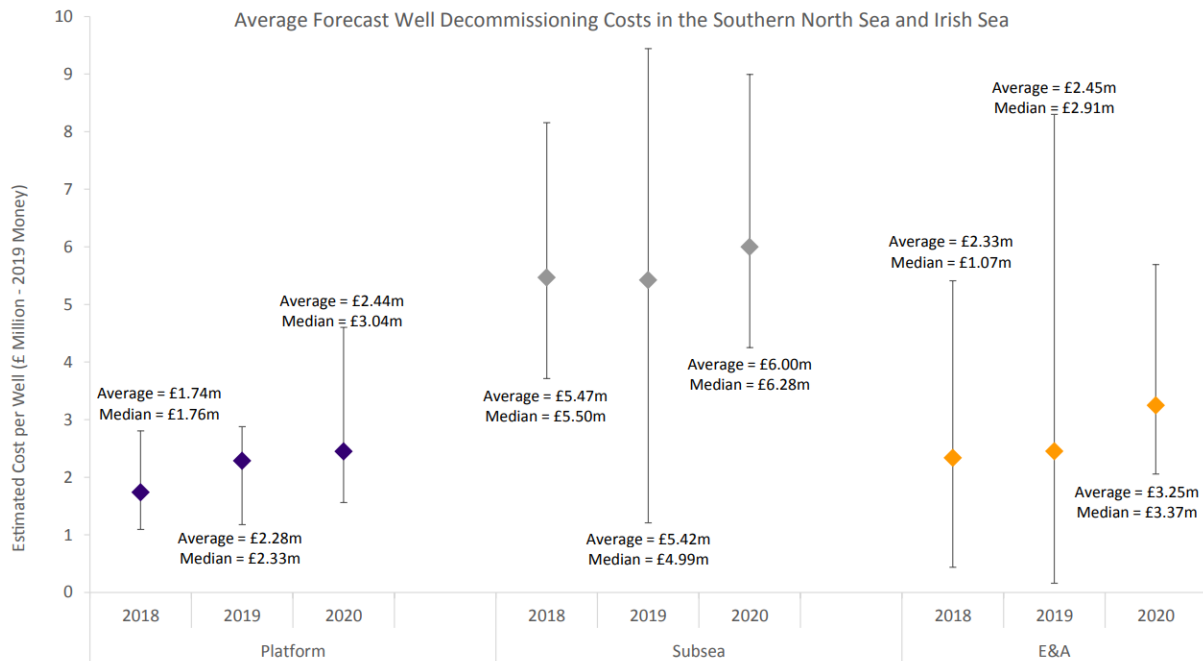 Average Forecast Well Decommissioning Costs in the Southern North Sea and Irish Sea
Estimated Cost per Well (£ Million - 2019 Money)
10
9
8
7
6
5
4
3
2
1
0
Average = £1.74m
Median = £1.76m
Average = £2.28m
Median = £2.33m
Average = £2.44m
Median = £3.04m
Average = £5.47m
Median = £5.50m
Average = £5.42m
Median = £4.99m
Average = £6.00m
Median = £6.28m
Average = £2.33m
Median = £1.07m
Average = £2.45m
Median = £2.91m
Average = £3.25m
Median = £3.37m
2018 2019 2020 2018 2019 2020 2018 2019 2020
Platform Subsea E&A